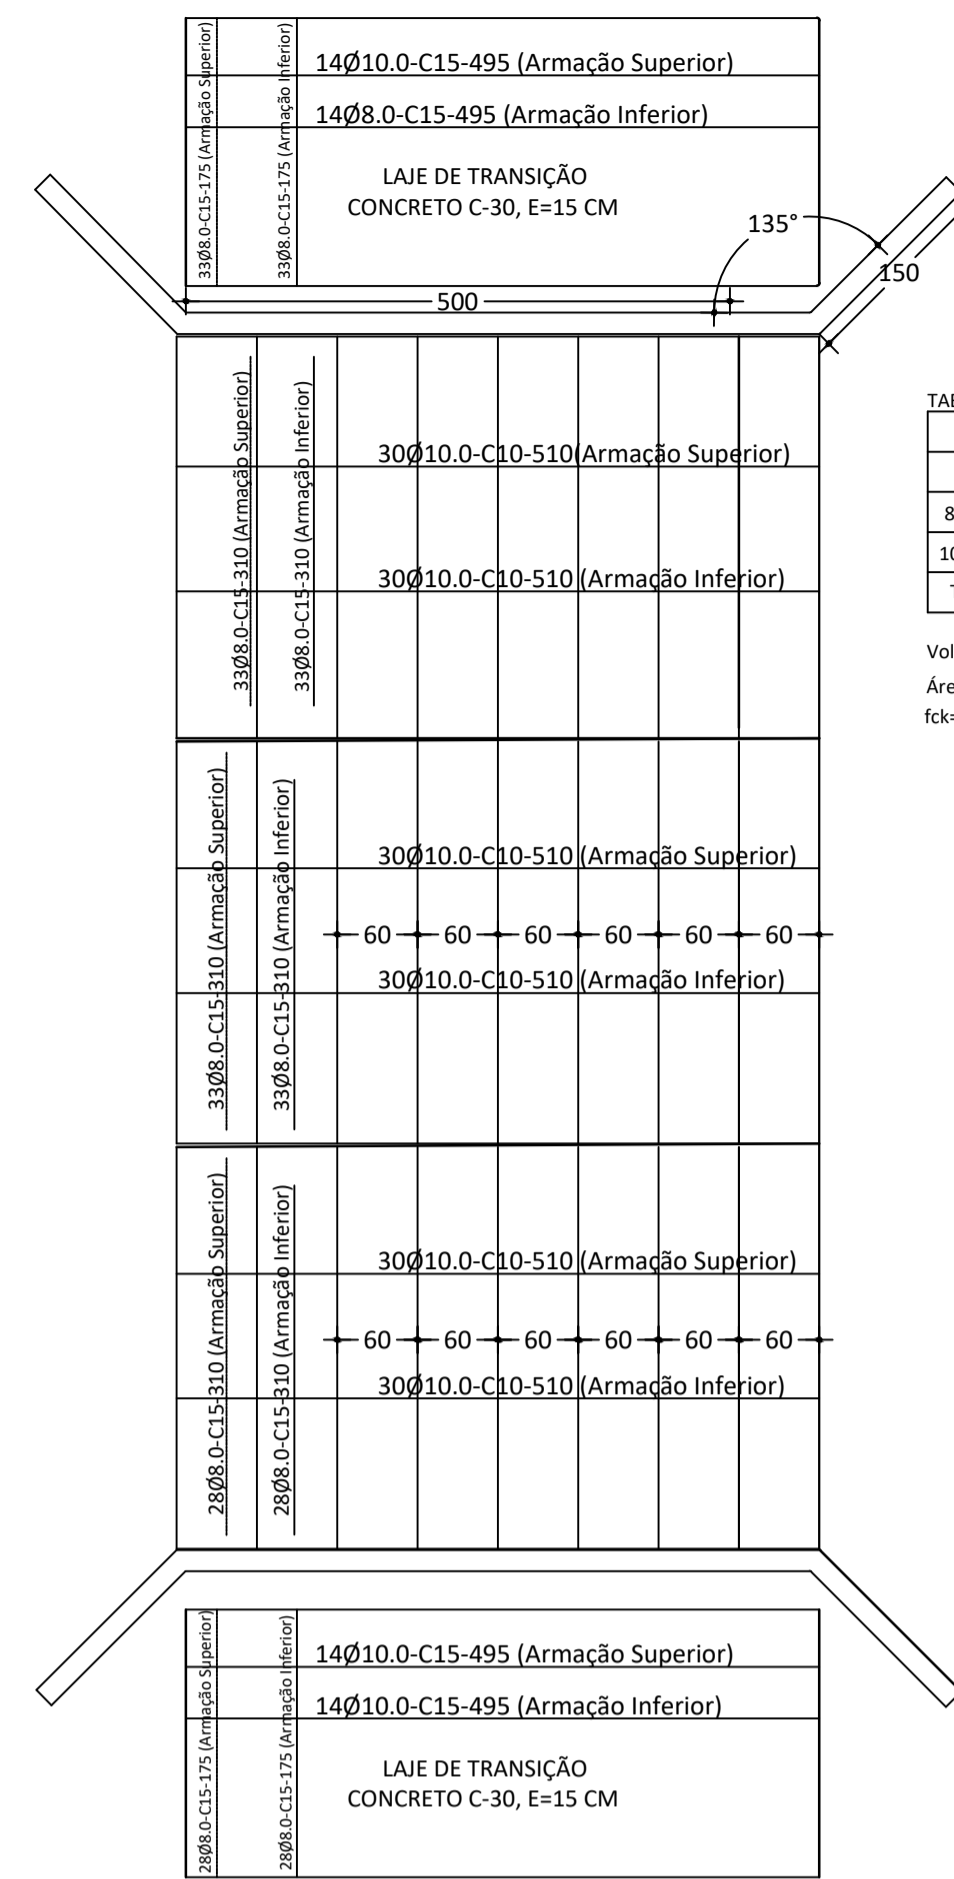 33Ø8.0-C15-175 (Armação Superior)
33Ø8.0-C15-175 (Armação Inferior)
14Ø10.0-C15-495 (Armação Superior)
14Ø8.0-C15-495 (Armação Inferior)
LAJE DE TRANSIÇÃO
CONCRETO C-30, E=15 CM
135°
150
500
33Ø8.0-C15-310 (Armação Superior)
33Ø8.0-C15-310 (Armação Inferior)
30Ø10.0-C10-510(Armação Superior)
30Ø10.0-C10-510 (Armação Inferior)
fck=
33Ø8.0-C15-310 (Armação Superior)
33Ø8.0-C15-310 (Armação Inferior)
30Ø10.0-C10-510 (Armação Superior)
60 60 60 60 60 60
30Ø10.0-C10-510 (Armação Inferior)
28Ø8.0-C15-310 (Armação Superior)
28Ø8.0-C15-310 (Armação Inferior)
30Ø10.0-C10-510 (Armação Superior)
60 60 60 60 60 60
30Ø10.0-C10-510 (Armação Inferior)
28Ø8.0-C15-175 (Armação Superior)
28Ø8.0-C15-175 (Armação Inferior)
14Ø10.0-C15-495 (Armação Superior)
14Ø10.0-C15-495 (Armação Inferior)
LAJE DE TRANSIÇÃO
CONCRETO C-30, E=15 CM